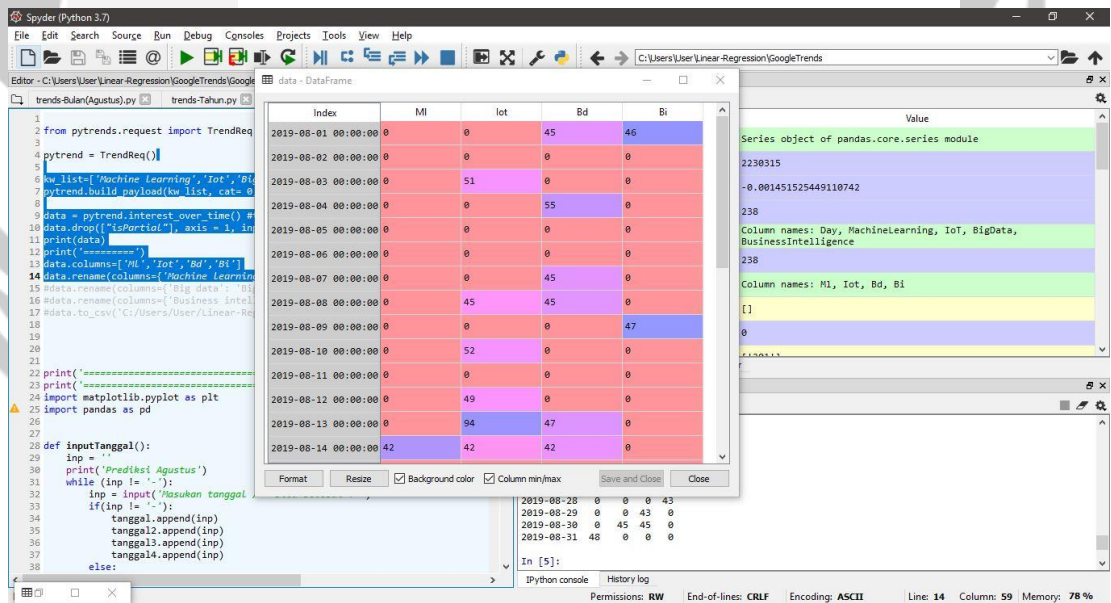 Spyder (Python 3.7)
File Edit Search Source Run Debug Consoles Projects Tools View Help
C:\Users\User\Linear-Regression\GoogleTrends
Editor - C:\Users\User\Linear-Regression\GoogleTrends\Google
trends-Bulan(Agustus).py trends-Tahun.py
1
2 from pytrends.request import TrendReq
3
4 pytrend = TrendReq()
5
6 kw_list=['Machine Learning','Iot','Big
7 pytrend.build_payload(kw_list, cat= 0
8
9 data = pytrend.interest_over_time() #
10 data.drop(["isPartial"], axis = 1, in
11 print(data)
12 print('=========')
13 data.columns=['Ml','Iot','Bd','Bi']
14 data.rename(columns={'Machine Learnin
15 #data.rename(columns={'Big data': 'Bi
16 #data.rename(columns={'Business intel
17 #data.to_csv('C:/Users/User/Linear-Re
18
19
20
21
22 print('================================
23 print('================================
24 import matplotlib.pyplot as plt
25 import pandas as pd
26
27
28 def inputTanggal():
29 inp = ''
30 print('Prediksi Agustus')
31 while (inp != '-'):
32 inp = input('Masukan tanggal
33 if(inp != '-'):
34 tanggal.append(inp)
35 tanggal2.append(inp)
36 tanggal3.append(inp)
37 tanggal4.append(inp)
38 else:
data - DataFrame
Index Ml Iot Bd Bi
2019-08-01 00:00:00 0 0 45 46
2019-08-02 00:00:00 0 0 0 0
2019-08-03 00:00:00 0 51 0 0
2019-08-04 00:00:00 0 0 55 0
2019-08-05 00:00:00 0 0 0 0
2019-08-06 00:00:00 0 0 0 0
2019-08-07 00:00:00 0 0 45 0
2019-08-08 00:00:00 0 45 45 0
2019-08-09 00:00:00 0 0 0 47
2019-08-10 00:00:00 0 52 0 0
2019-08-11 00:00:00 0 0 0 0
2019-08-12 00:00:00 0 49 0 0
2019-08-13 00:00:00 0 94 47 0
2019-08-14 00:00:00 42 42 42 0
Format Resize Background color Column min/max Save and Close Close
Value
Series object of pandas.core.series module
2230315
-0.001451525449110742
238
Column names: Day, MachineLearning, IoT, BigData,
BusinessIntelligence
238
Column names: Ml, Iot, Bd, Bi
[]
0
2019-08-28 0 0 0 43
2019-08-29 0 0 43 0
2019-08-30 0 45 45 0
2019-08-31 48 0 0 0
In [5]:
IPython console History log
Permissions: RW End-of-lines: CRLF Encoding: ASCII Line: 14 Column: 59 Memory: 78 %